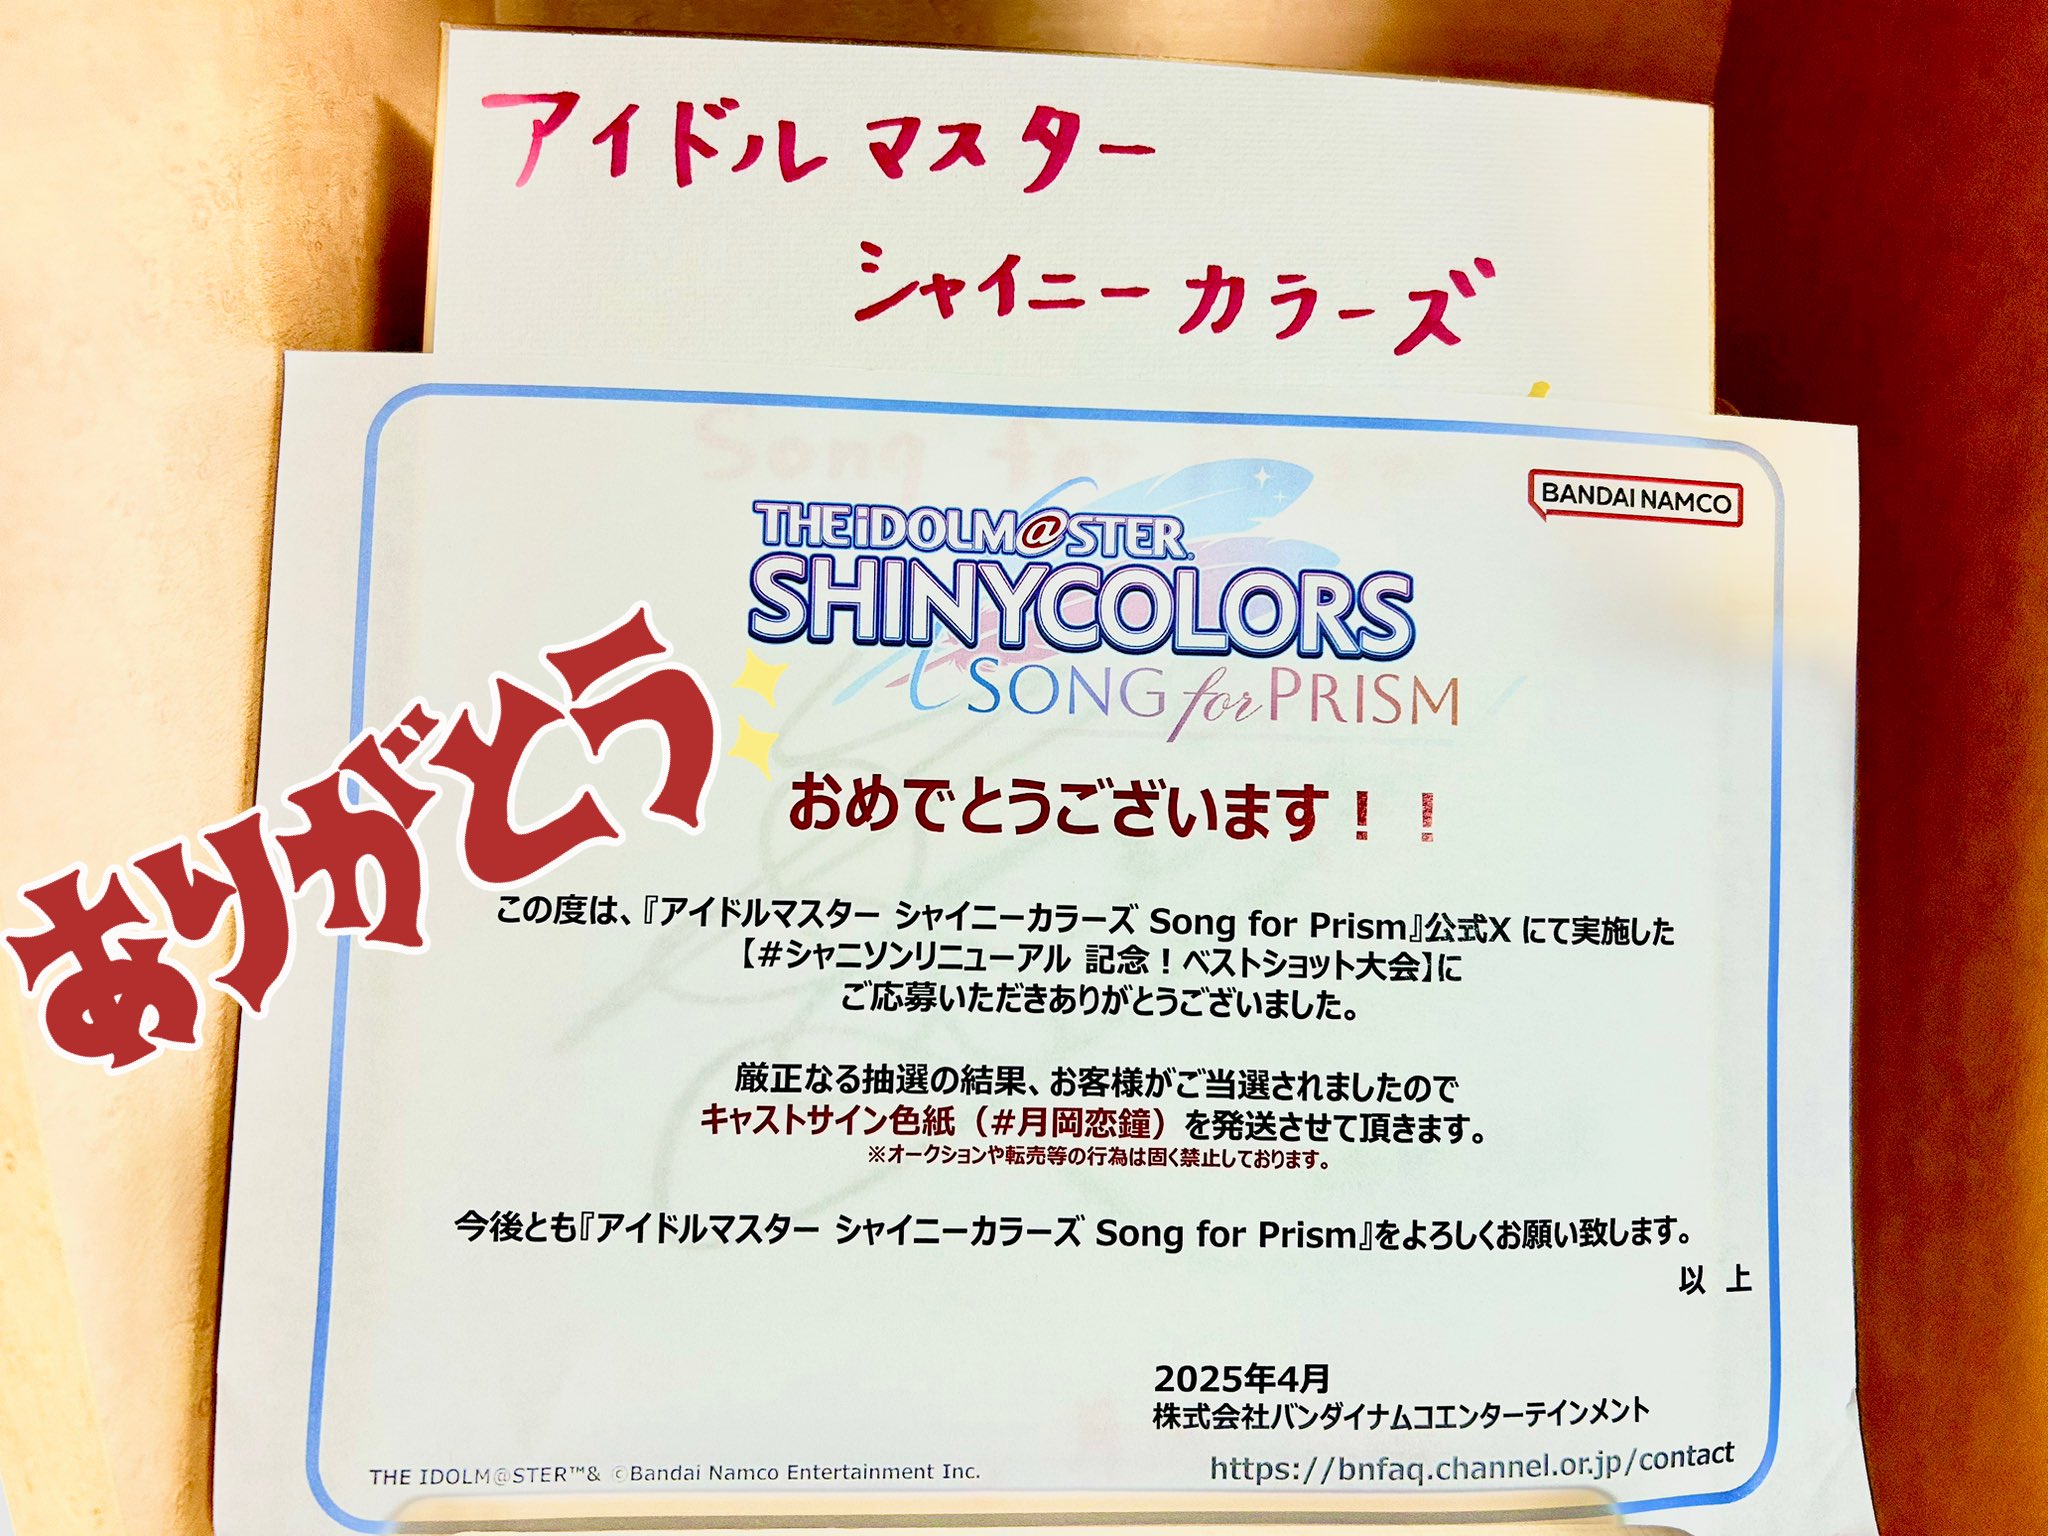 アイドルマスター
シャイニーカラーズ
Song for
THE iDOLM@STER
SHINYCOLORS
SONG for PRISM
BANDAI NAMCO
ありがとう
おめでとうございます！！
この度は、『アイドルマスター シャイニーカラーズ Song for Prism』公式X にて実施した
【#シャニソンリニューアル 記念！ベストショット大会】に
ご応募いただきありがとうございました。
厳正なる抽選の結果、お客様がご当選されましたので
キャストサイン色紙（#月岡恋鐘）を発送させて頂きます。
※オークションや転売等の行為は固く禁止しております。
今後とも『アイドルマスター シャイニーカラーズ Song for Prism』をよろしくお願い致します。
以 上
2025年4月
株式会社バンダイナムコエンターテインメント
https://bnfaq.channel.or.jp/contact
THE IDOLM@STER™& ©Bandai Namco Entertainment Inc.